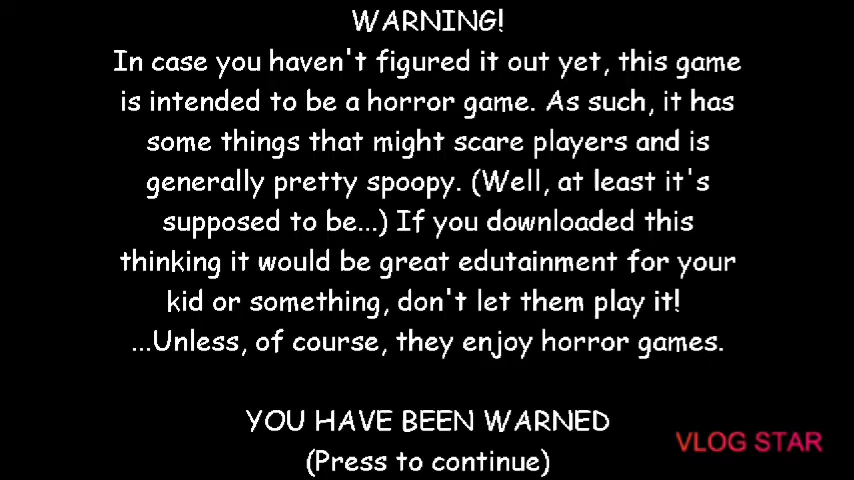 WARNING!
In case you haven't figured it out yet, this game
is intended to be a horror game. As such, it has
some things that might scare players and is
generally pretty spoopy. (Well, at least it's
supposed to be...) If you downloaded this
thinking it would be great edutainment for your
kid or something, don't let them play it!
...Unless, of course, they enjoy horror games.
YOU HAVE BEEN WARNED
(Press to continue)
VLOG STAR